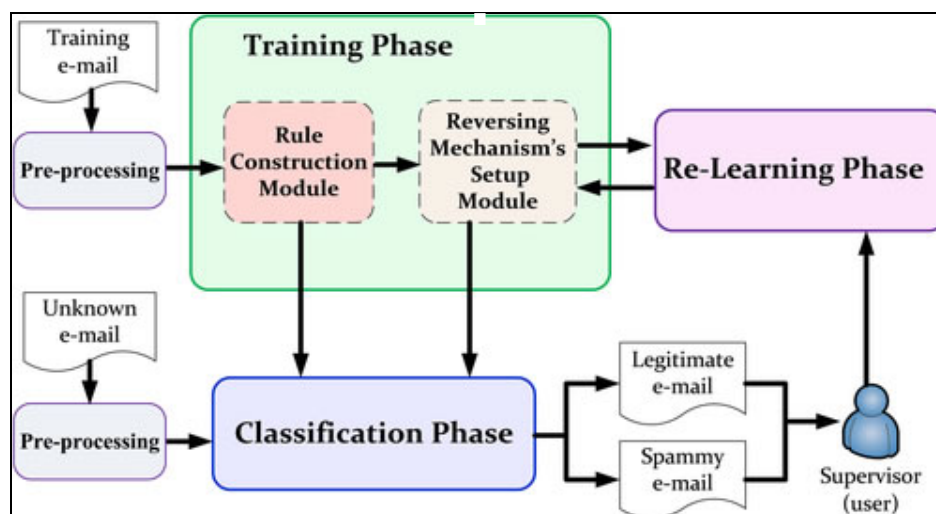 Training
e-mail
Training Phase
Pre-processing
Rule
Construction
Module
Reversing
Mechanism's
Setup
Module
Re-Learning Phase
Unknown
e-mail
Pre-processing
Classification Phase
Legitimate
e-mail
Spammy
e-mail
Supervisor
(user)